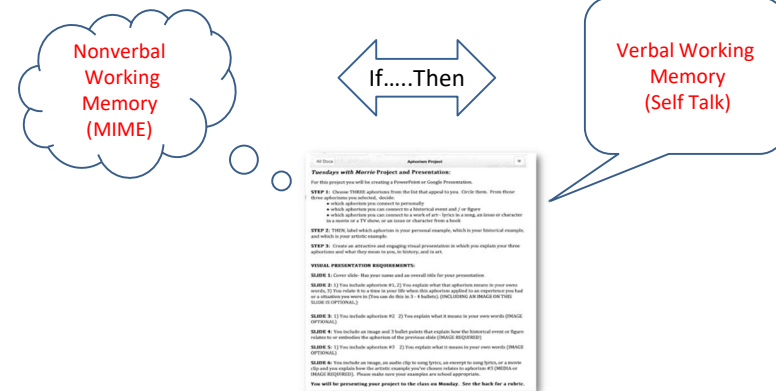 Nonverbal
Working
Memory
(MIME)
If…..Then
Verbal Working
Memory
(Self Talk)
All Docs
Aphorism Project
Tuesdays with Morrie Project and Presentation:
For this project you will be creating a PowerPoint or Google Presentation.
STEP 1: Choose THREE aphorisms from the list that appeal to you. Circle them. From those
three aphorisms you selected, decide:
• which aphorism you connect to personally
• which aphorism you can connect to a historical event and / or figure
• which aphorism you can connect to a work of art - lyrics in a song, an issue or character
in a movie or a TV show, or an issue or character from a book
STEP 2: THEN, label which aphorism is your personal example, which is your historical example,
and which is your artistic example.
STEP 3: Create an attractive and engaging visual presentation in which you explain your three
aphorisms and what they mean to you, in history, and in art.
VISUAL PRESENTATION REQUIREMENTS:
SLIDE 1: Cover slide- Has your name and an overall title for your presentation
SLIDE 2: 1) You include aphorism #1, 2) You explain what that aphorism means in your own
words, 3) You relate it to a time in your life when this aphorism applied to an experience you had
or a situation you were in (You can do this in 3 - 4 bullets). (INCLUDING AN IMAGE ON THIS
SLIDE IS OPTIONAL.)
SLIDE 3: 1) You include aphorism #2 2) You explain what it means in your own words (IMAGE
OPTIONAL)
SLIDE 4: You include an image and 3 bullet points that explain how the historical event or figure
relates to or embodies the aphorism of the previous slide (IMAGE REQUIRED)
SLIDE 5: 1) You include aphorism #3 2) You explain what it means in your own words (IMAGE
OPTIONAL)
SLIDE 6: You include an image, an audio clip to song lyrics, an excerpt to song lyrics, or a movie
clip and you explain how the artistic example you've chosen relates to aphorism #3 (MEDIA or
IMAGE REQUIRED). Please make sure your examples are school appropriate.
You will be presenting your project to the class on Monday. See the back for a rubric.